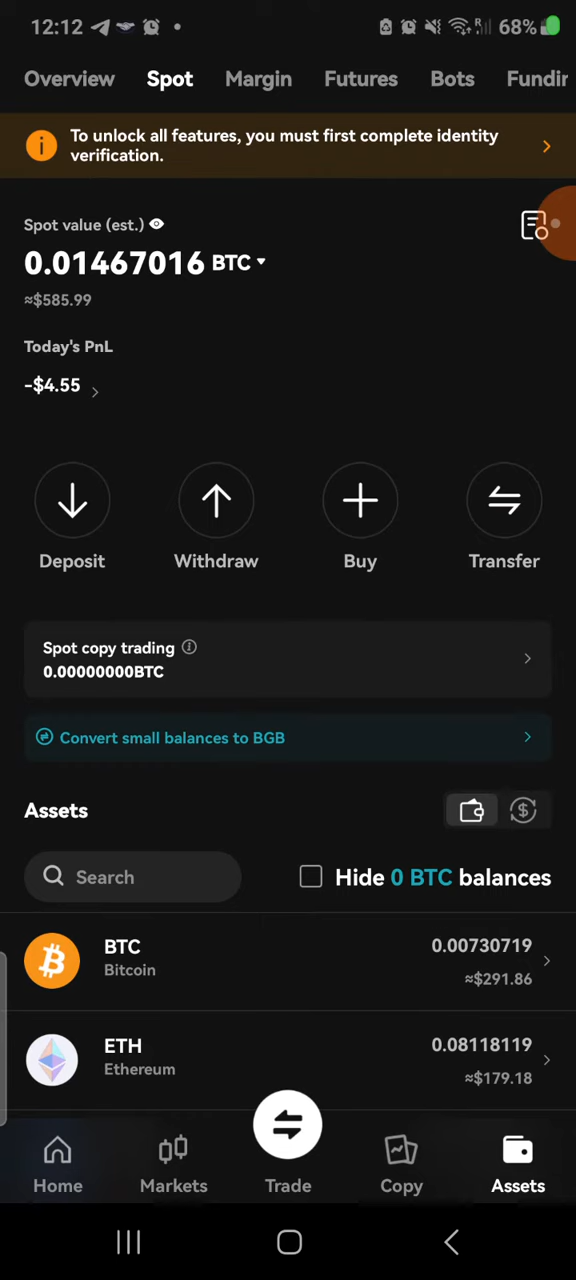 12:12
R
68%
Overview Spot Margin Futures Bots Fundin
To unlock all features, you must first complete identity
verification.
Spot value (est.)
0.01467016 BTC
≈$585.99
Today's PnL
-$4.55
Deposit Withdraw Buy Transfer
Spot copy trading
0.00000000BTC
Convert small balances to BGB
Assets
Search
Hide 0 BTC balances
BTC 0.00730719
Bitcoin ≈$291.86
ETH 0.08118119
Ethereum ≈$179.18
Home Markets Trade Copy Assets